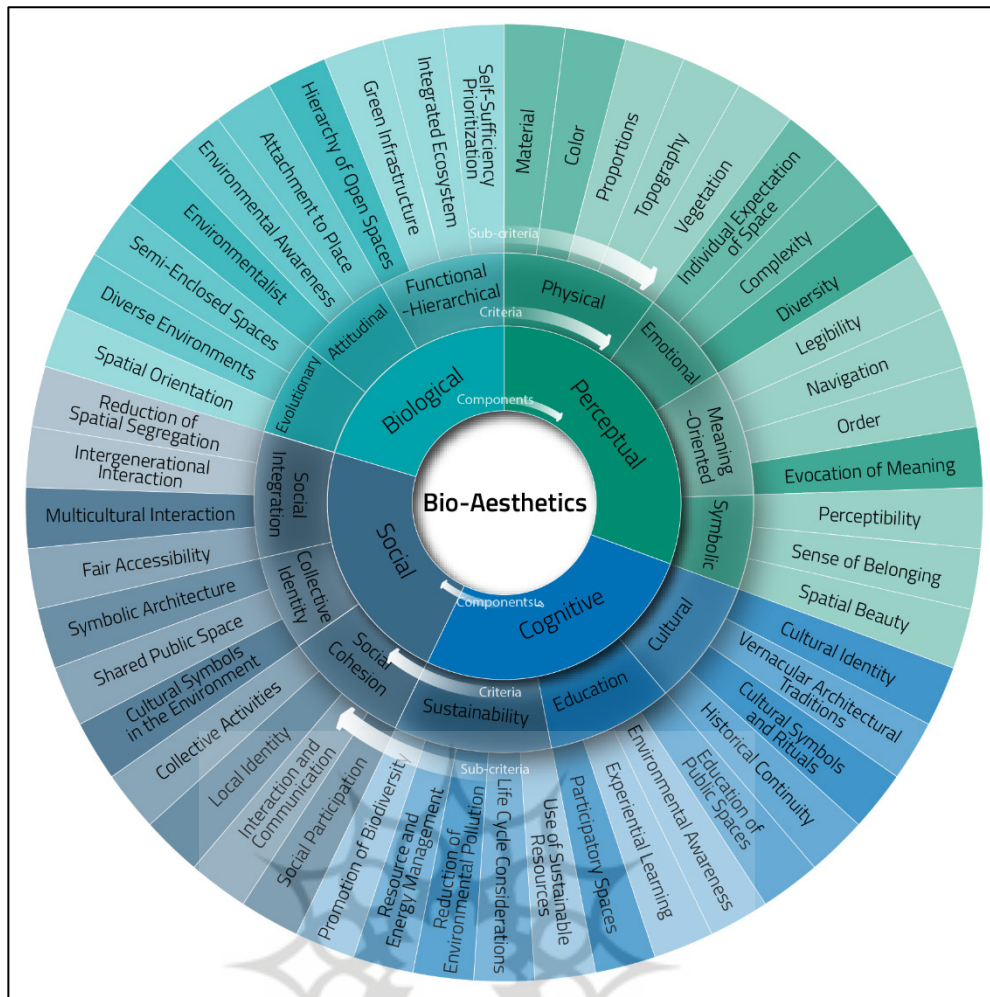 Bio-Aesthetics
Components
Perceptual
Cognitive
Components
Social
Biological
Criteria
Physical
Emotional
Meaning
-Oriented
Symbolic
Cultural
Education
Sustainability
Criteria
Social
Cohesion
Collective
Identity
Social
Integration
Evolutionary
Attitudinal
Functional
-Hierarchical
Sub-criteria
Material
Color
Proportions
Topography
Vegetation
Individual Expectation
of Space
Complexity
Diversity
Legibility
Navigation
Order
Evocation of Meaning
Perceptibility
Sense of Belonging
Spatial Beauty
Cultural Identity
Vernacular Architectural
Traditions
Cultural Symbols
and Rituals
Historical Continuity
Education of
Public Spaces
Environmental Awareness
Experiential Learning
Participatory Spaces
Use of Sustainable
Resources
Life Cycle Considerations
Sub-criteria
Reduction of
Environmental Pollution
Resource and
Energy Management
Promotion of Biodiversity
Social Participation
Interaction and
Communication
Local Identity
Collective Activities
Cultural Symbols
in the Environment
Shared Public Space
Symbolic Architecture
Fair Accessibility
Multicultural Interaction
Intergenerational
Interaction
Reduction of
Spatial Segregation
Spatial Orientation
Diverse Environments
Semi-Enclosed Spaces
Environmentalist
Environmental Awareness
Attachment to Place
Hierarchy of Open Spaces
Green Infrastructure
Integrated Ecosystem
Self-Sufficiency
Prioritization